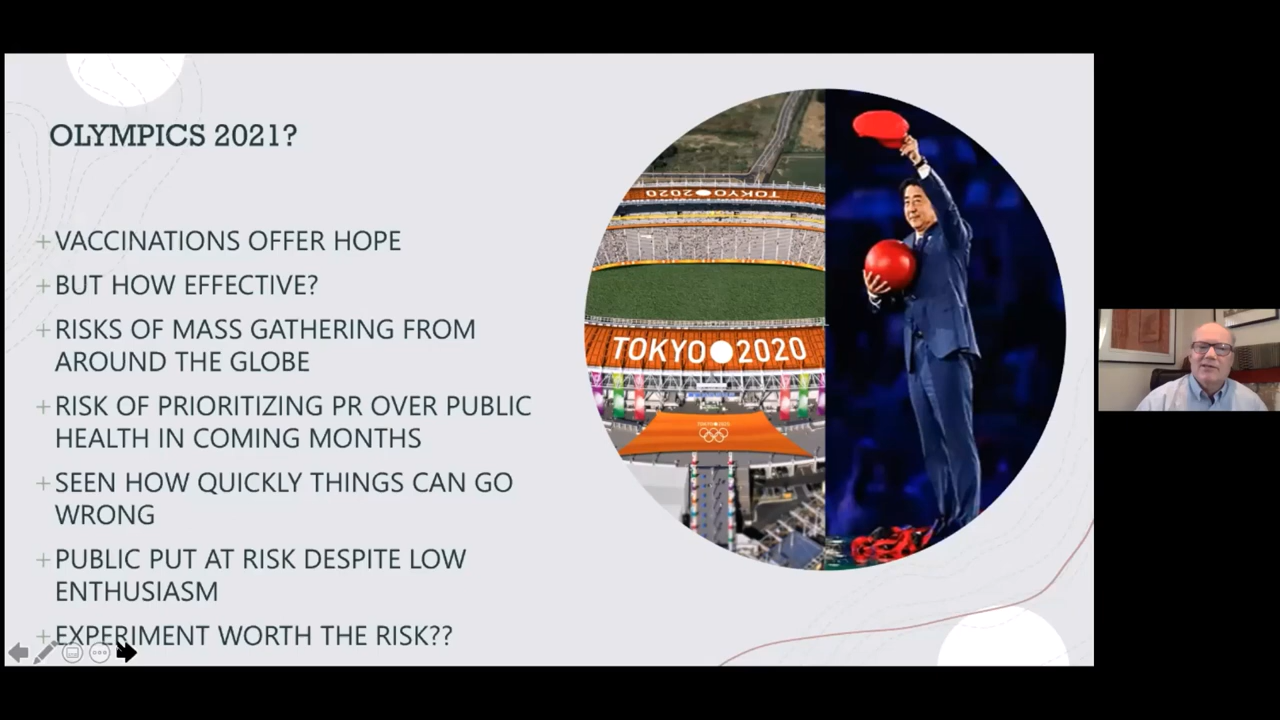 OLYMPICS 2021?
+VACCINATIONS OFFER HOPE
+BUT HOW EFFECTIVE?
+RISKS OF MASS GATHERING FROM
AROUND THE GLOBE
+RISK OF PRIORITIZING PR OVER PUBLIC
HEALTH IN COMING MONTHS
+SEEN HOW QUICKLY THINGS CAN GO
WRONG
+PUBLIC PUT AT RISK DESPITE LOW
ENTHUSIASM
+EXPERIMENT WORTH THE RISK??
TOKYO 2020
TOKYO 2020
TOKYO 2020